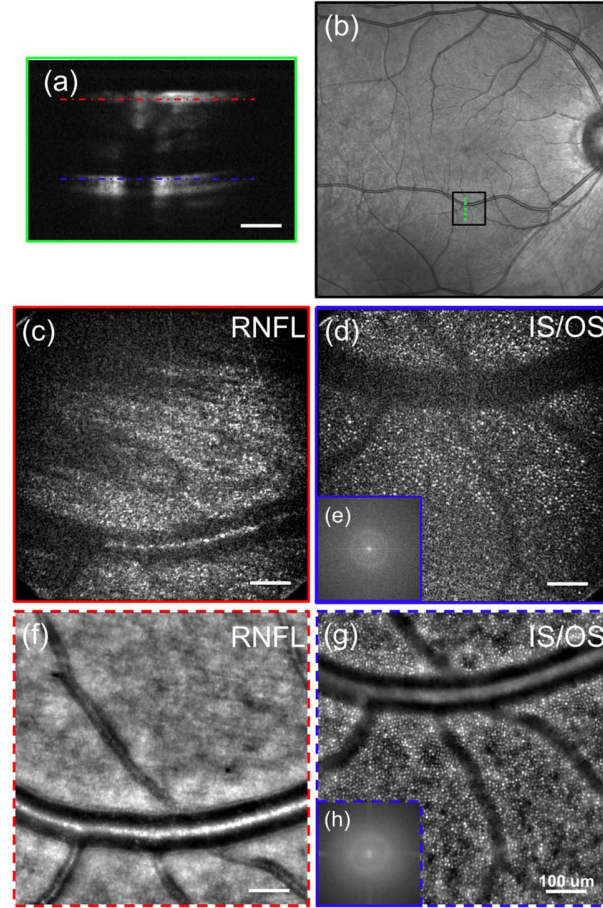 (a)
(b)
(c) RNFL
(d) IS/OS
(e)
(f) RNFL
(g) IS/OS
(h)
100 um